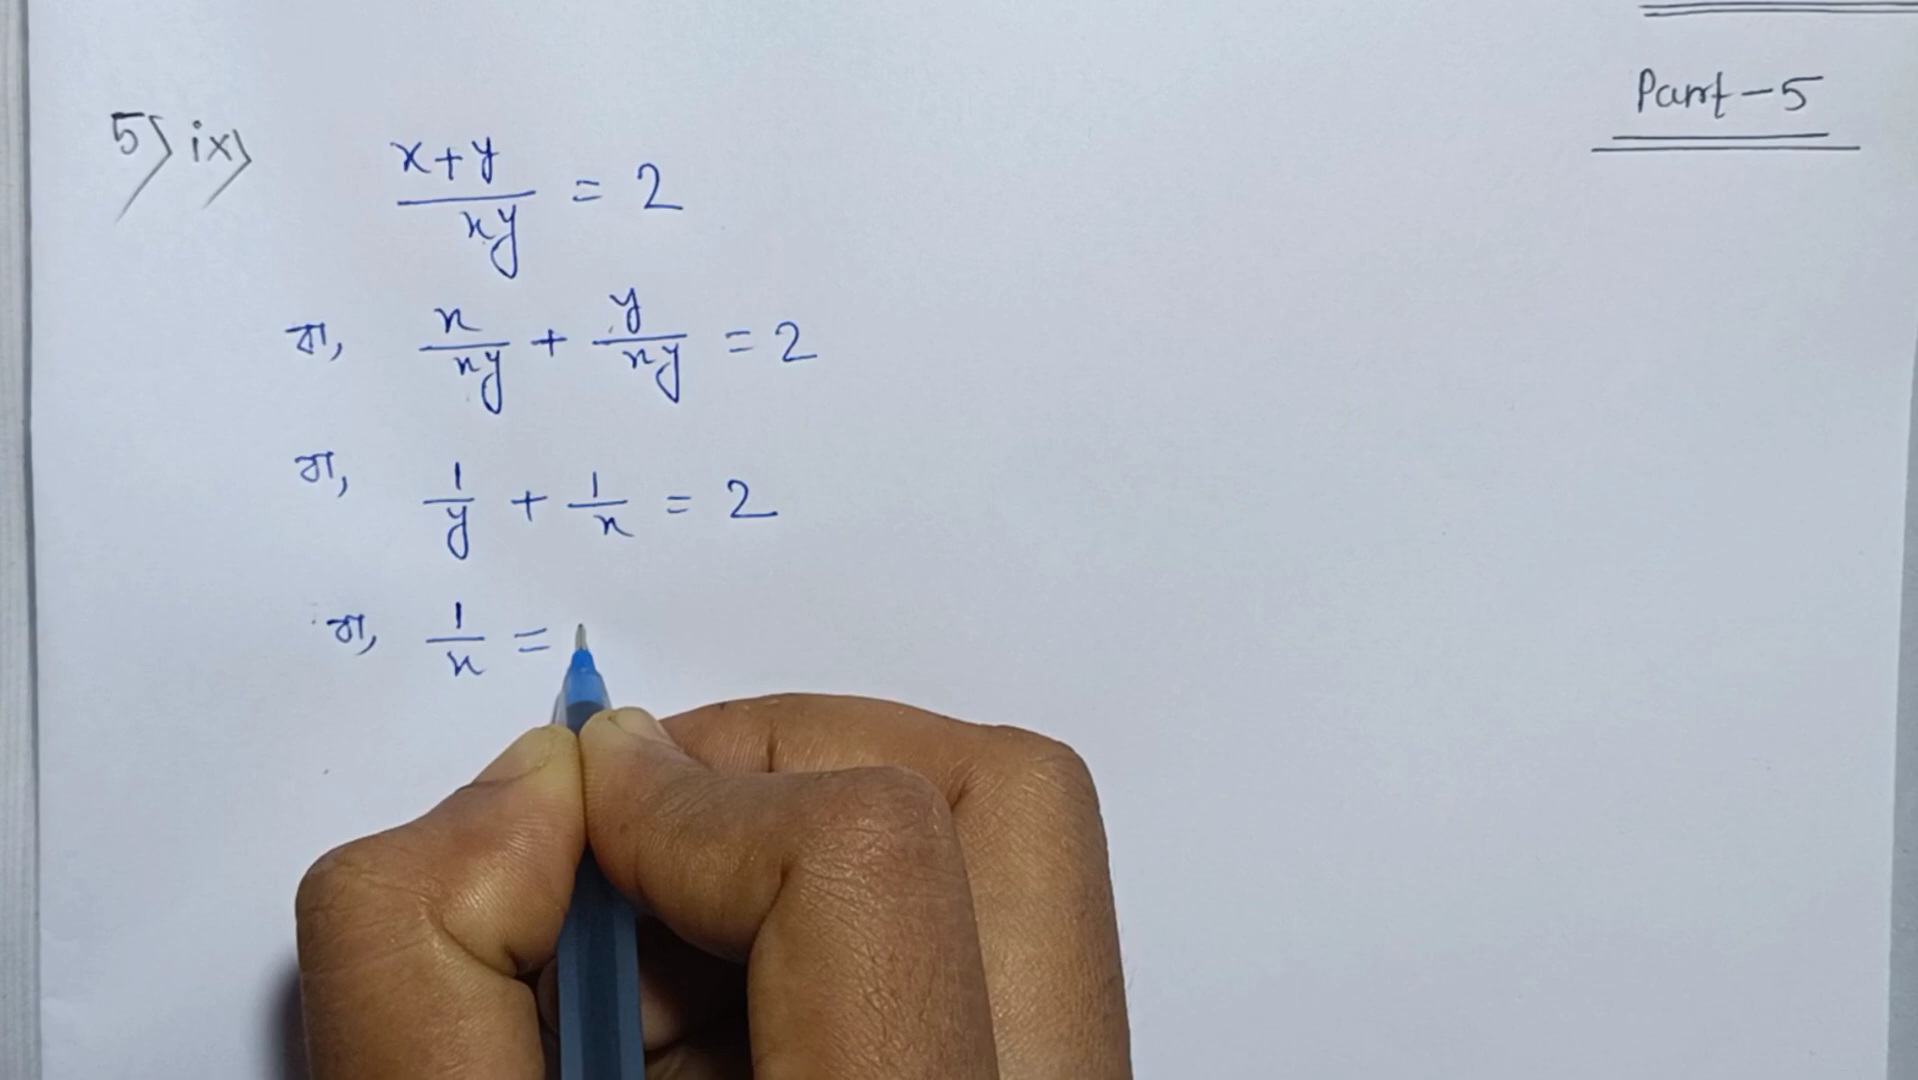 Part-5
5) ix) x+y/xy = 2
বা, x/xy + y/xy = 2
বা, 1/y + 1/x = 2
বা, 1/x =